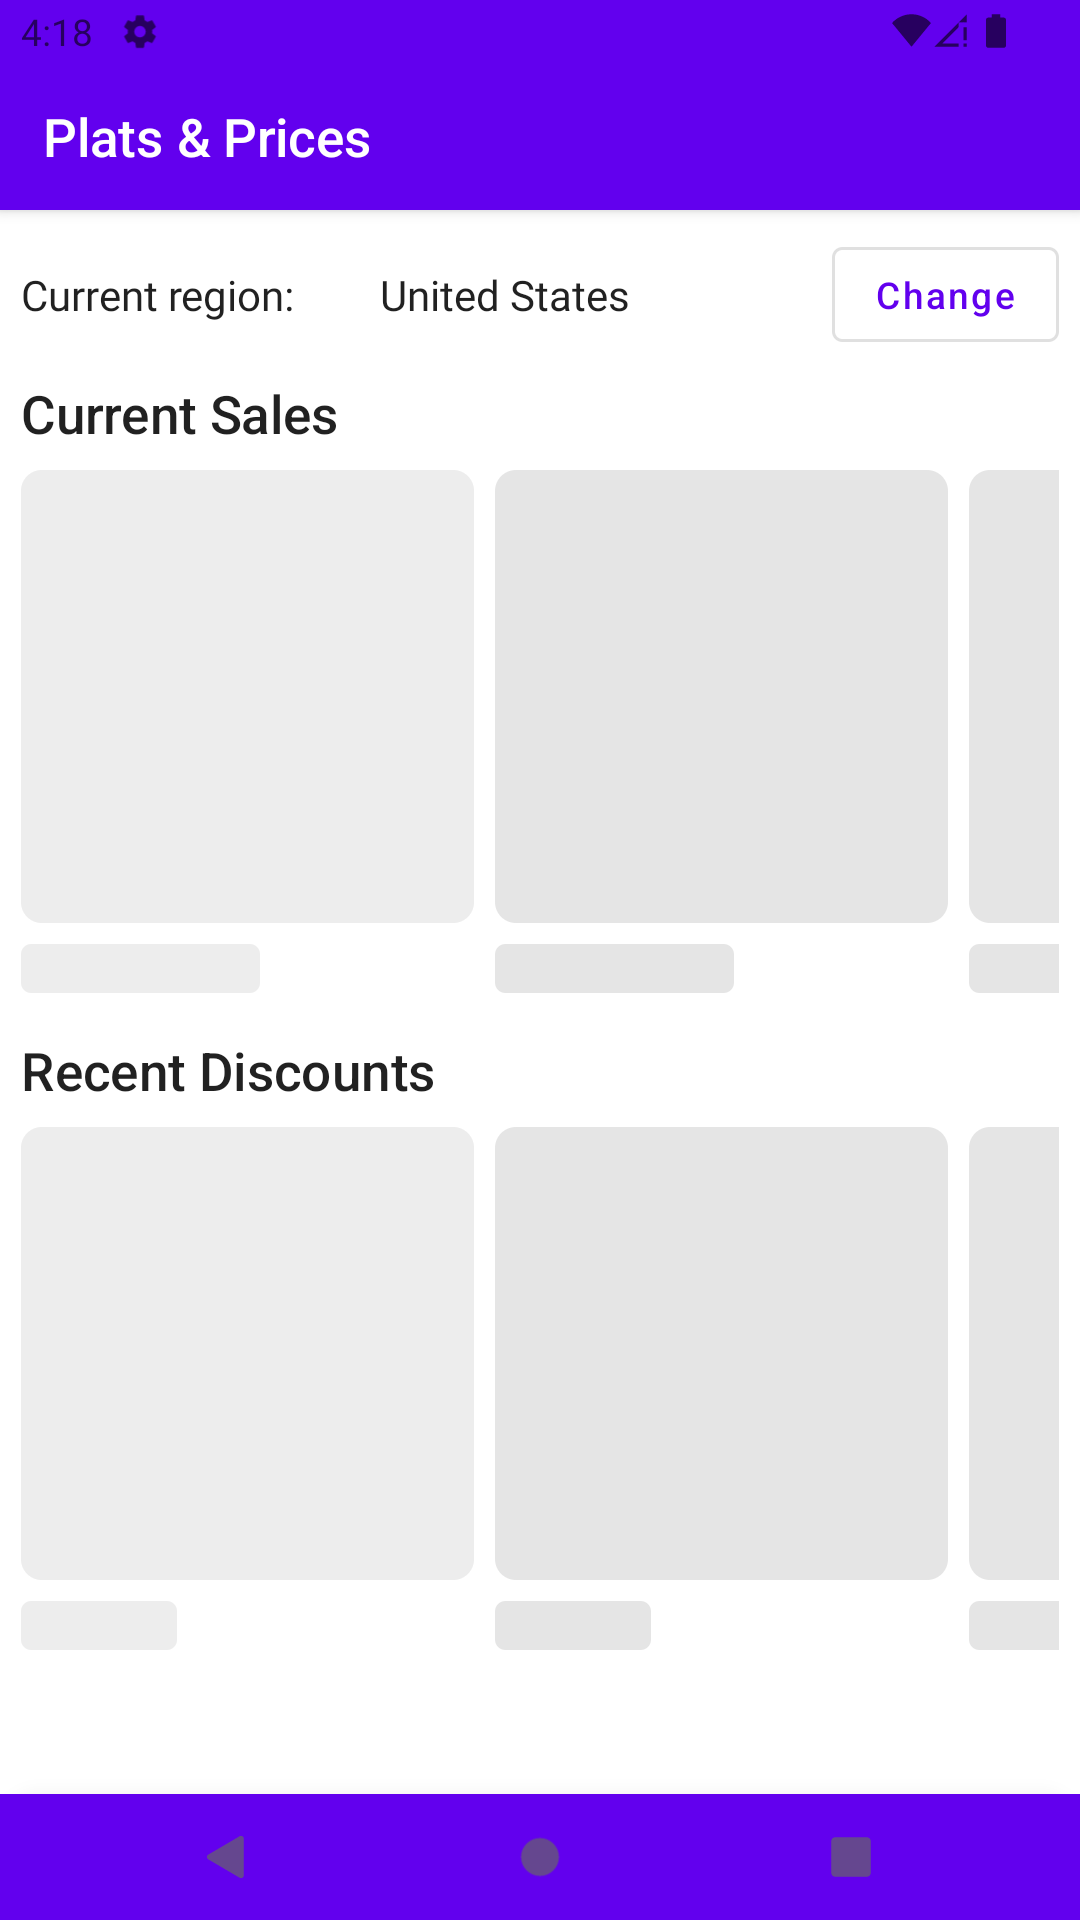 4:18
Plats & Prices
Current region: United States Change
Current Sales
Recent Discounts